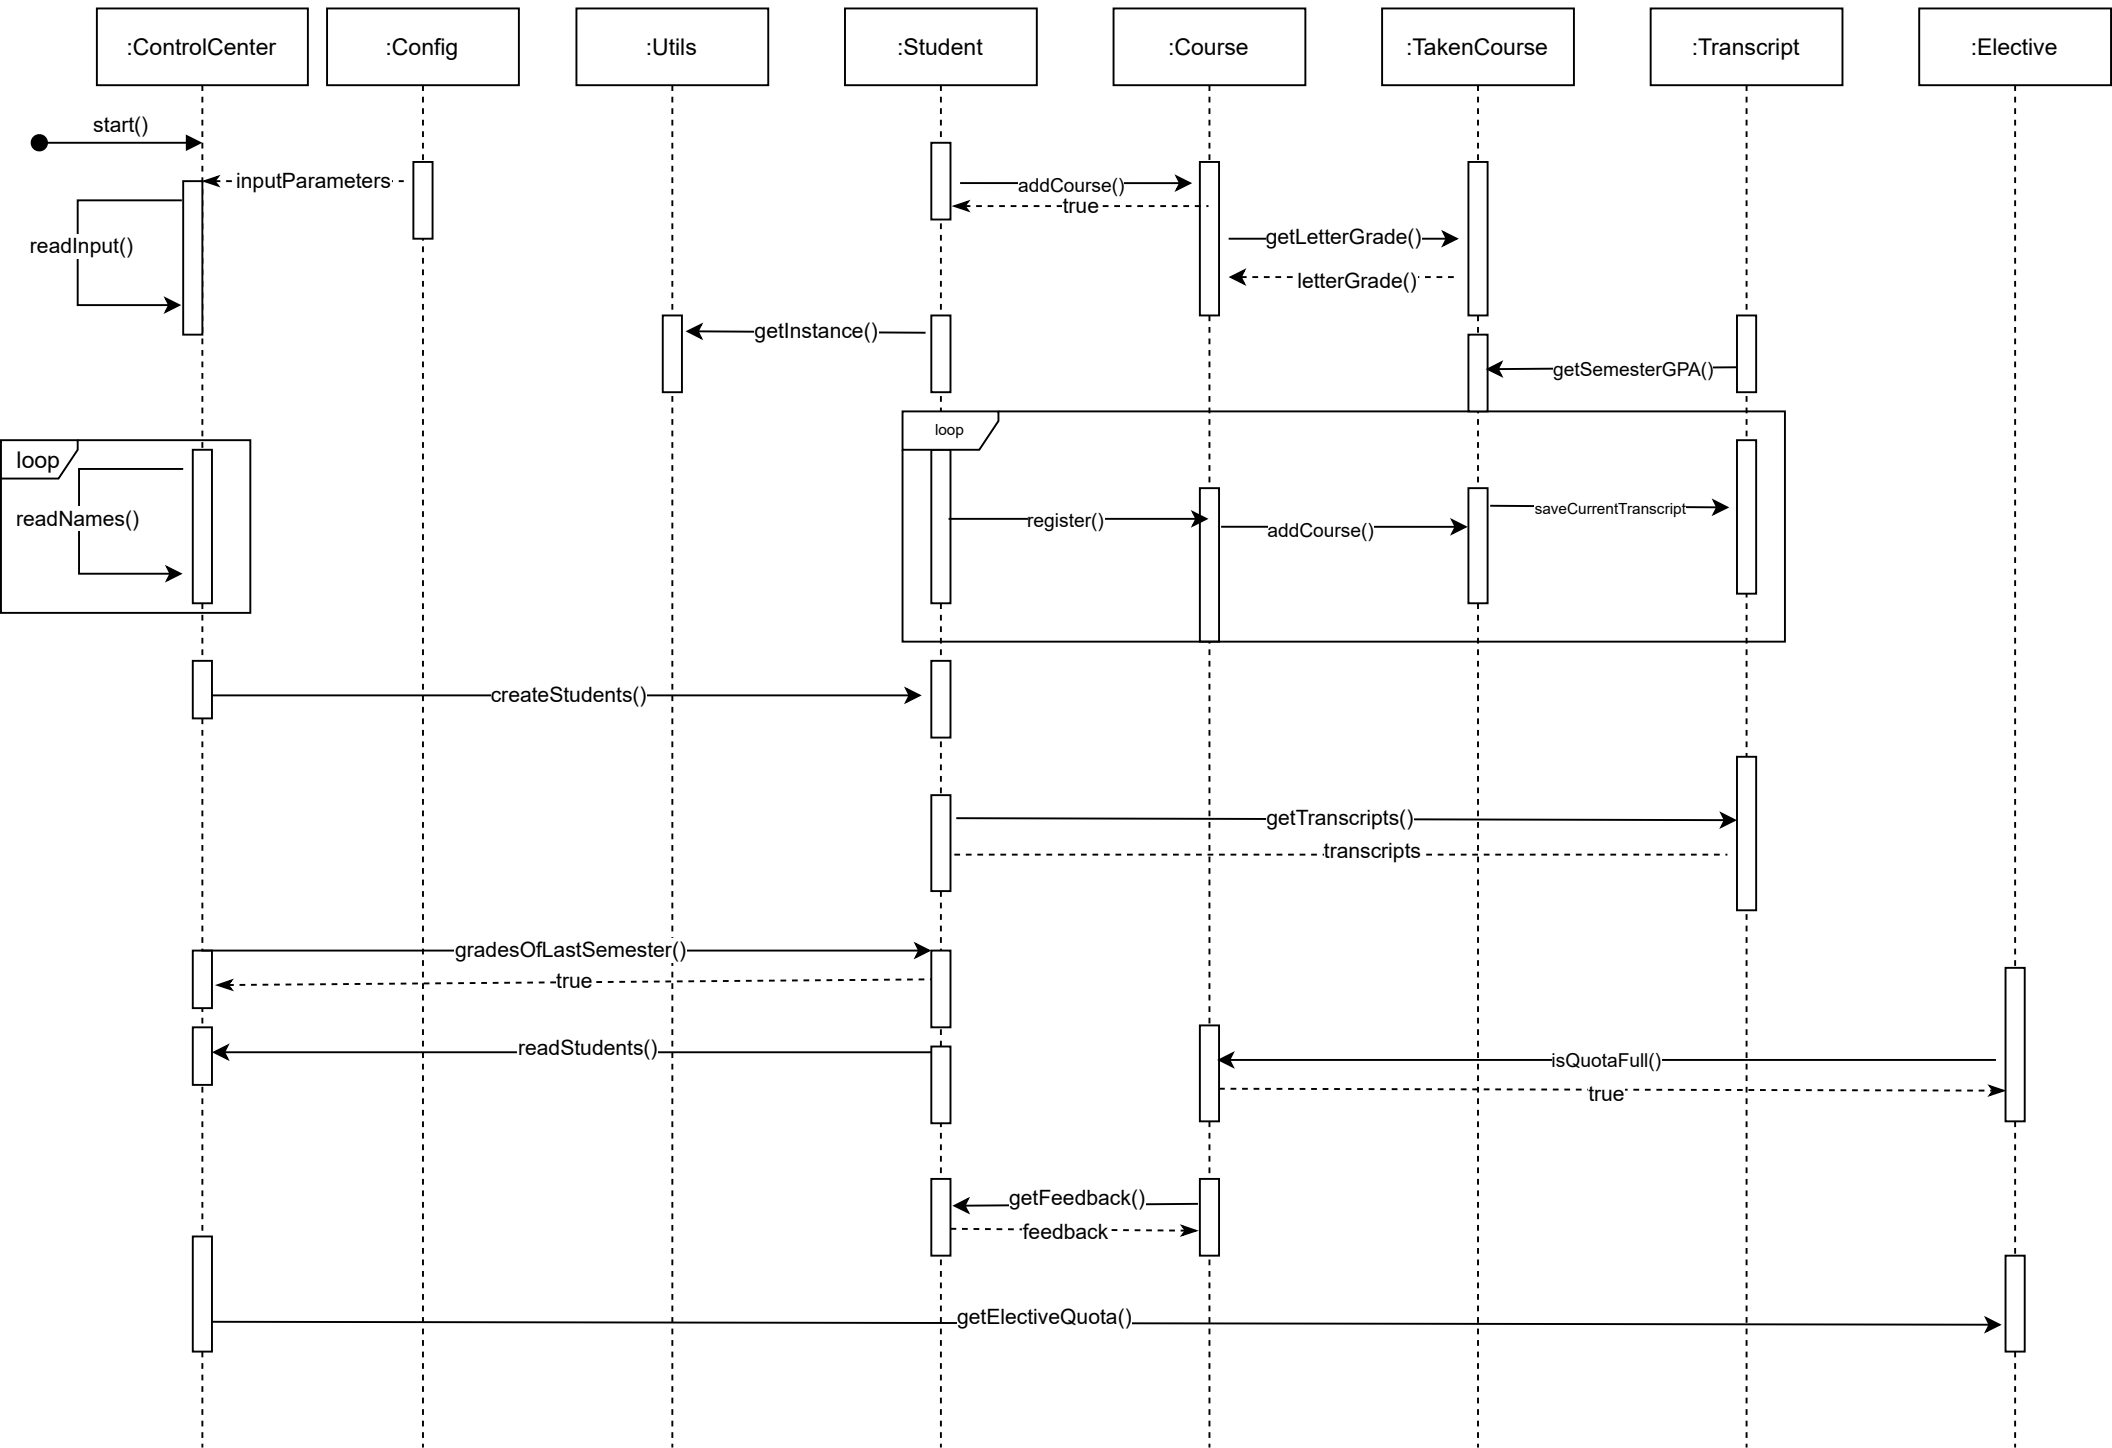 :ControlCenter
:Config
:Utils
:Student
:Course
:TakenCourse
:Transcript
:Elective
start()
inputParameters
addCourse()
true
readInput()
getLetterGrade()
letterGrade()
getInstance()
getSemesterGPA()
loop
loop
readNames()
register()
addCourse()
saveCurrentTranscript
createStudents()
getTranscripts()
transcripts
gradesOfLastSemester()
true
readStudents()
isQuotaFull()
true
getFeedback()
feedback
getElectiveQuota()